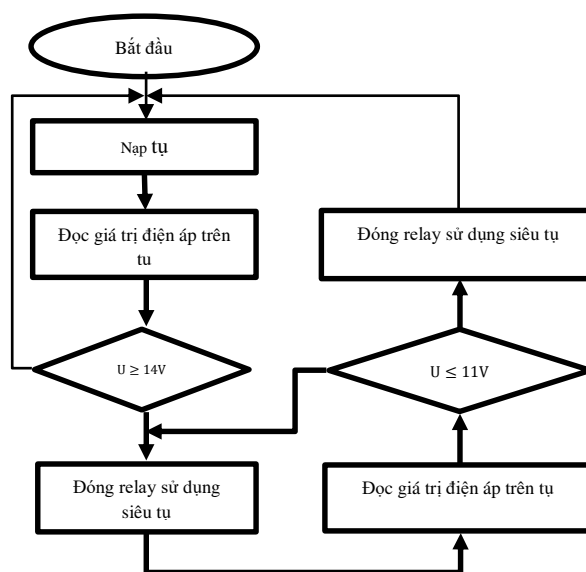 Bắt đầu
Nạp tụ
Đọc giá trị điện áp trên
tu
U ≥ 14V
Đóng relay sử dụng
siêu tụ
Đóng relay sử dụng siêu tụ
U ≤ 11V
Đọc giá trị điện áp trên tụ